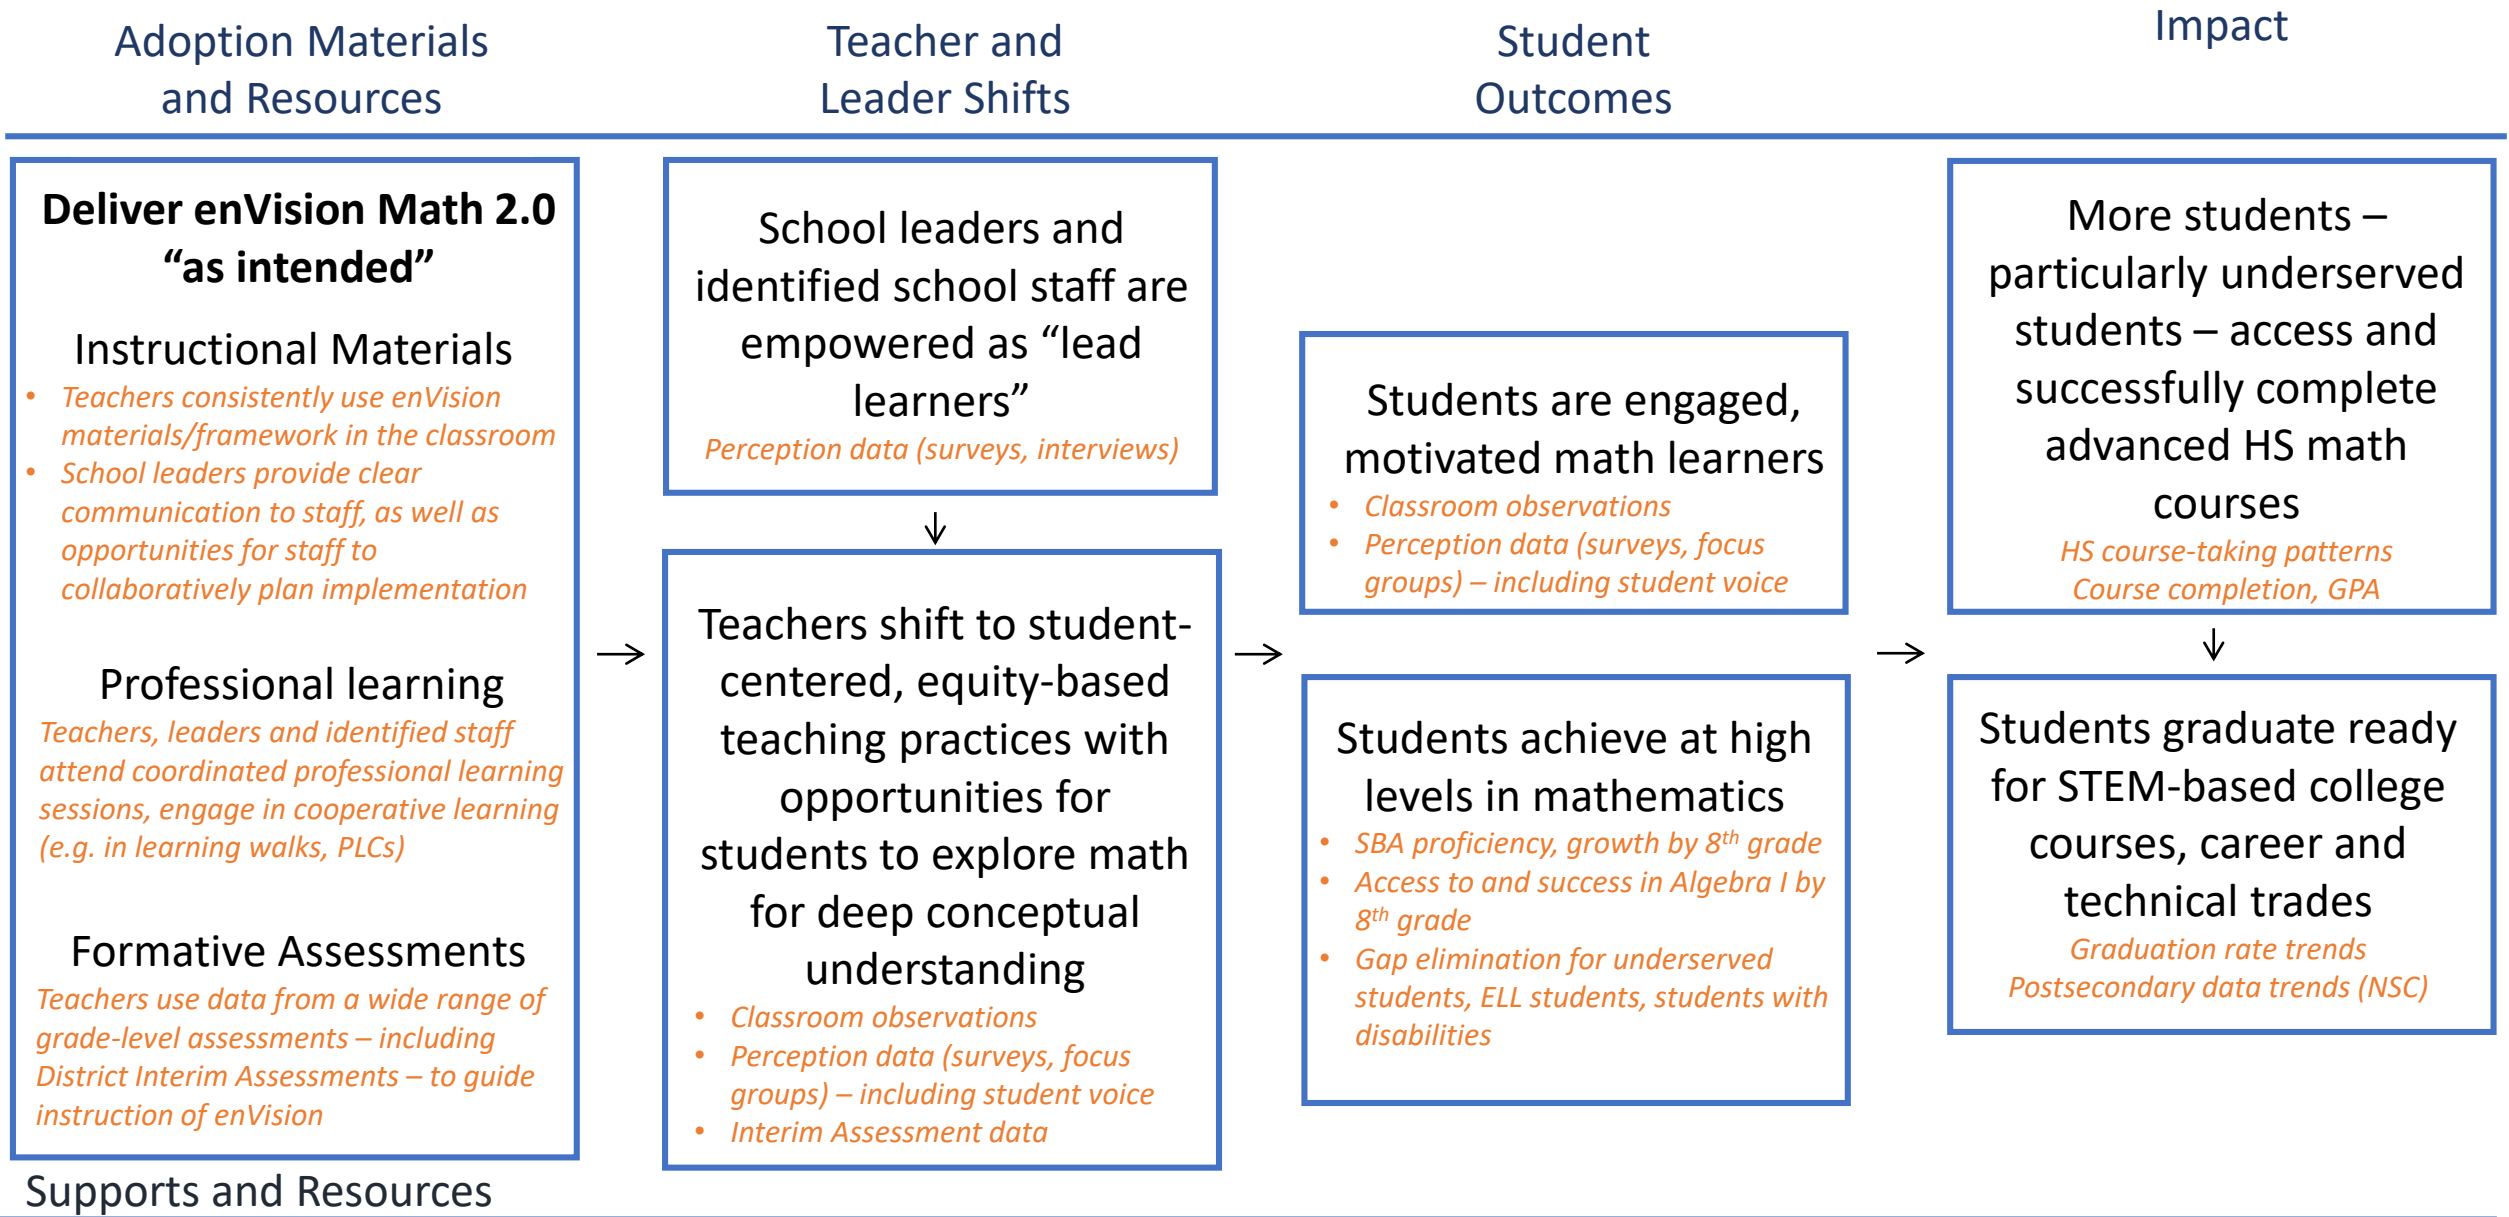 Adoption Materials
and Resources
Teacher and
Leader Shifts
Student
Outcomes
Impact
Deliver enVision Math 2.0
“as intended”
Instructional Materials
• Teachers consistently use enVision
materials/framework in the classroom
• School leaders provide clear
communication to staff, as well as
opportunities for staff to
collaboratively plan implementation
Professional learning
Teachers, leaders and identified staff
attend coordinated professional learning
sessions, engage in cooperative learning
(e.g. in learning walks, PLCs)
Formative Assessments
Teachers use data from a wide range of
grade-level assessments – including
District Interim Assessments – to guide
instruction of enVision
School leaders and
identified school staff are
empowered as “lead
learners”
Perception data (surveys, interviews)
Teachers shift to student-
centered, equity-based
teaching practices with
opportunities for
students to explore math
for deep conceptual
understanding
• Classroom observations
• Perception data (surveys, focus
groups) – including student voice
• Interim Assessment data
Students are engaged,
motivated math learners
• Classroom observations
• Perception data (surveys, focus
groups) – including student voice
Students achieve at high
levels in mathematics
• SBA proficiency, growth by 8th grade
• Access to and success in Algebra I by
8th grade
• Gap elimination for underserved
students, ELL students, students with
disabilities
More students –
particularly underserved
students – access and
successfully complete
advanced HS math
courses
HS course-taking patterns
Course completion, GPA
Students graduate ready
for STEM-based college
courses, career and
technical trades
Graduation rate trends
Postsecondary data trends (NSC)
Supports and Resources